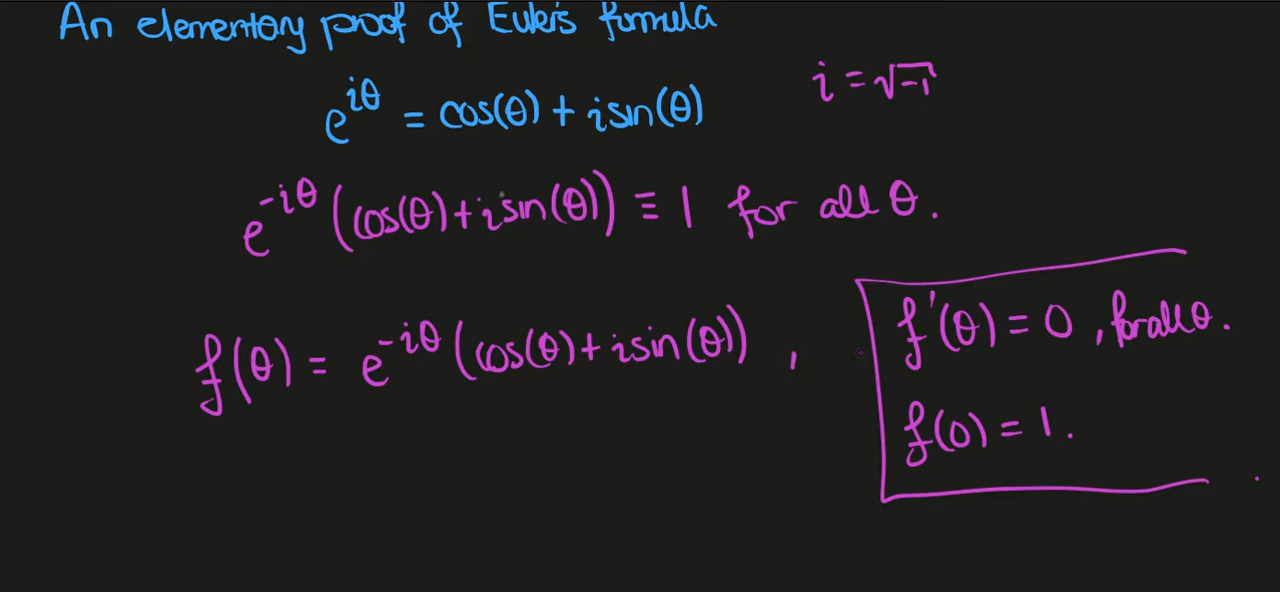 An elementary proof of Euler's formula
e^{iθ} = cos(θ) + i sin(θ)
i = √-1
e^{-iθ} (cos(θ) + i sin(θ)) ≡ 1 for all θ.
f(θ) = e^{-iθ} (cos(θ) + i sin(θ)) ,
f'(θ) = 0 , for all θ.
f(0) = 1 .